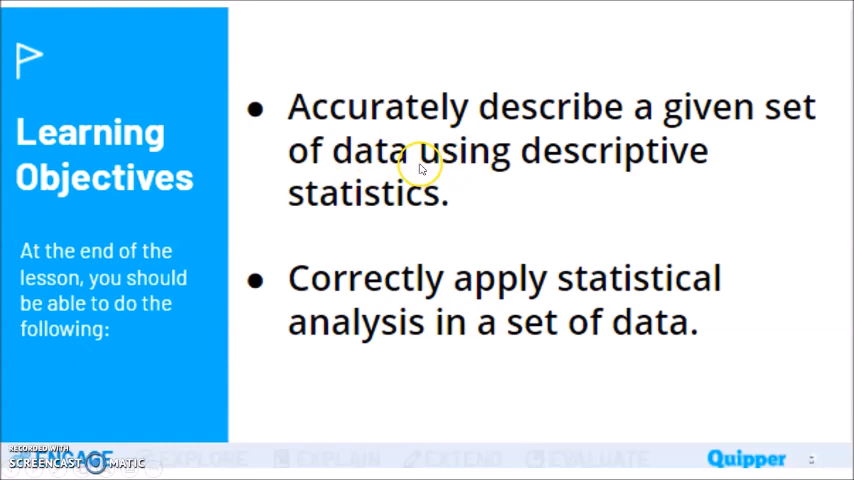 Learning
Objectives
At the end of the
lesson, you should
be able to do the
following:
● Accurately describe a given set
of data using descriptive
statistics.
● Correctly apply statistical
analysis in a set of data.
RECORDED WITH
SCREENCAST MATIC
ENGAGE EXPLORE EXPLAIN EXTEND EVALUATE Quipper